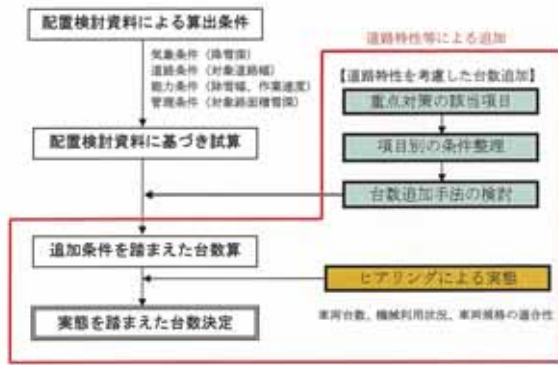 配置検討資料による算出条件
気象条件（降雪深）
道路条件（対象道路幅）
能力条件（除雪幅、作業速度）
管理条件（対象路面積雪深）
配置検討資料に基づき試算
追加条件を踏まえた台数算
実態を踏まえた台数決定
道路特性等による追加
【道路特性を考慮した台数追加】
重点対策の該当項目
項目別の条件整理
台数追加手法の検討
ヒアリングによる実態
車両台数、機械利用状況、車両規格の適合性